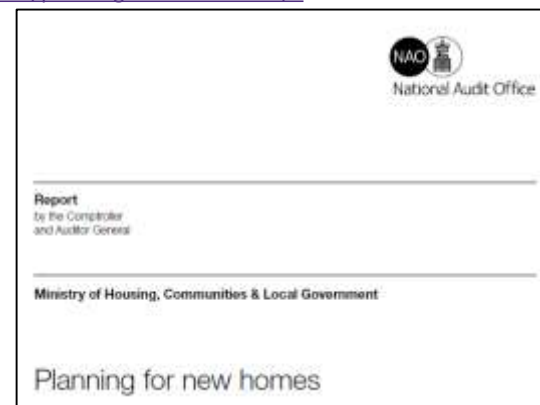 NAO
National Audit Office
Report
by the Comptroller
and Auditor General
Ministry of Housing, Communities & Local Government
Planning for new homes